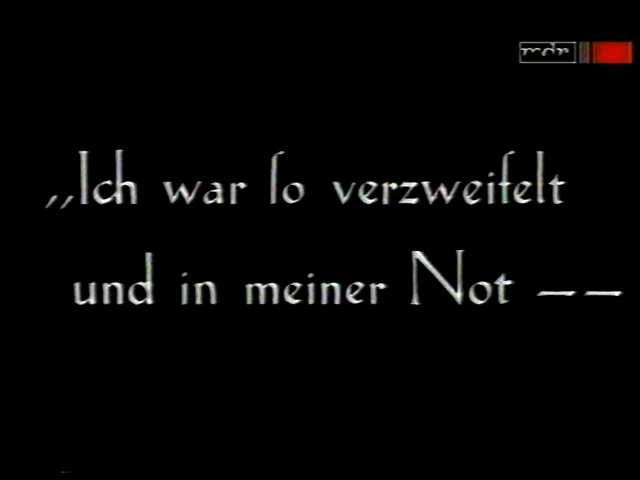 mdr
„Ich war ſo verzweifelt
und in meiner Not — —